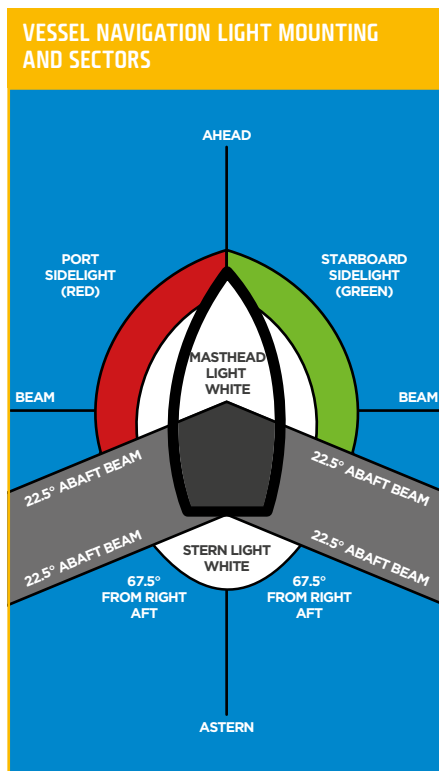 VESSEL NAVIGATION LIGHT MOUNTING
AND SECTORS
AHEAD
PORT
SIDELIGHT
(RED)
STARBOARD
SIDELIGHT
(GREEN)
MASTHEAD
LIGHT
WHITE
BEAM
BEAM
22.5° ABAFT BEAM
22.5° ABAFT BEAM
22.5° ABAFT BEAM
22.5° ABAFT BEAM
STERN LIGHT
WHITE
67.5°
FROM RIGHT
AFT
67.5°
FROM RIGHT
AFT
ASTERN